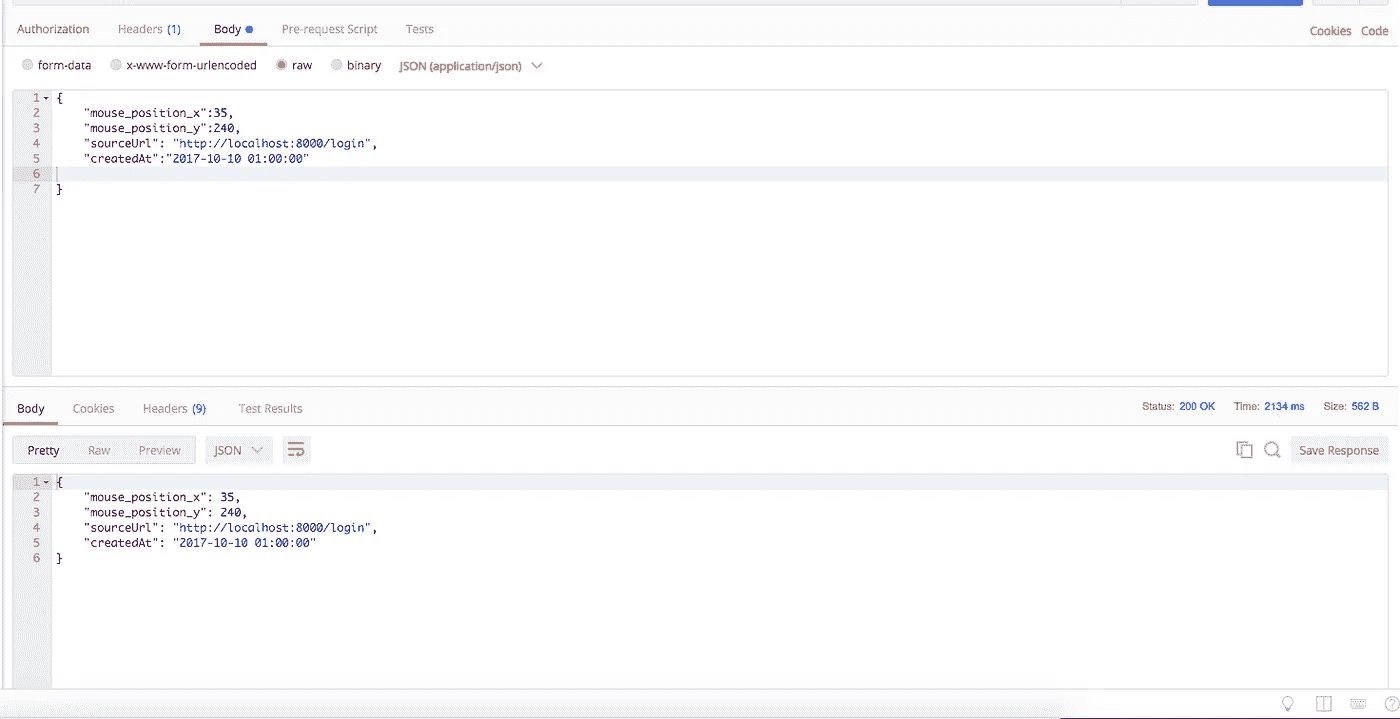 Authorization Headers (1) Body Pre-request Script Tests Cookies Code
form-data x-www-form-urlencoded raw binary JSON (application/json)
1 {
2 "mouse_position_x":35,
3 "mouse_position_y":240,
4 "sourceUrl": "http://localhost:8000/login",
5 "createdAt":"2017-10-10 01:00:00"
6
7 }
Body Cookies Headers (9) Test Results Status: 200 OK Time: 2134 ms Size: 562 B
Pretty Raw Preview JSON Save Response
1 {
2 "mouse_position_x": 35,
3 "mouse_position_y": 240,
4 "sourceUrl": "http://localhost:8000/login",
5 "createdAt": "2017-10-10 01:00:00"
6 }